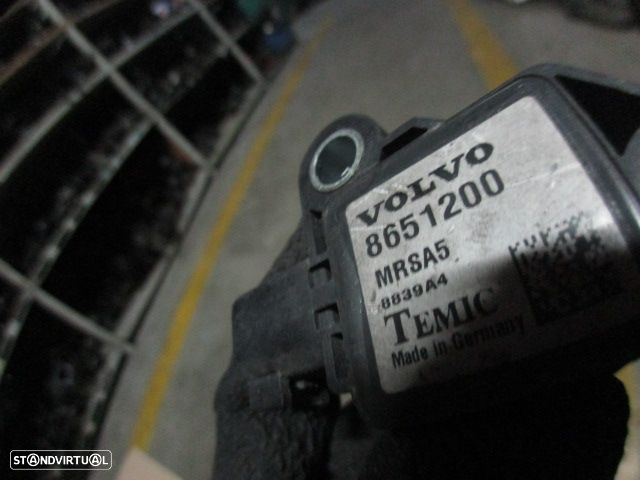 VOLVO
8651200
MRSA5
8839A4
TEMIC
Made in Germany
STANDVIRTUAL